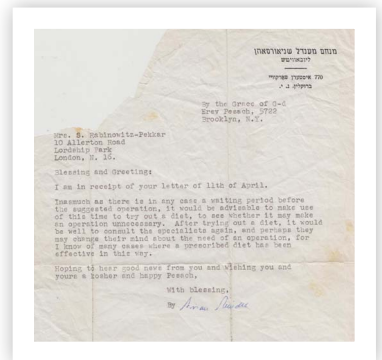 מנחם מענדל שניאורסאהן
ליובאוויטש
770 איסטערן פארקוויי
ברוקלין, נ. י.
By the Grace of G-d
Erev Pesach, 5722
Brooklyn, N.Y.
Mrs. S. Rabinowitz-Pekkar
10 Allerton Road
Lordship Park
London, N. 16.
Blessing and Greeting:
I am in receipt of your letter of 11th of April.
Inasmuch as there is in any case a waiting period before
the suggested operation, it would be advisable to make use
of this time to try out a diet, to see whether it may make
an operation unnecessary. After trying out a diet, it would
be well to consult the specialists again, and perhaps they
may change their mind about the need of an operation, for
I know of many cases where a prescribed diet has been
effective in this way.
Hoping to hear good news from you and wishing you and
yours a kosher and happy Pesach,
With blessing,